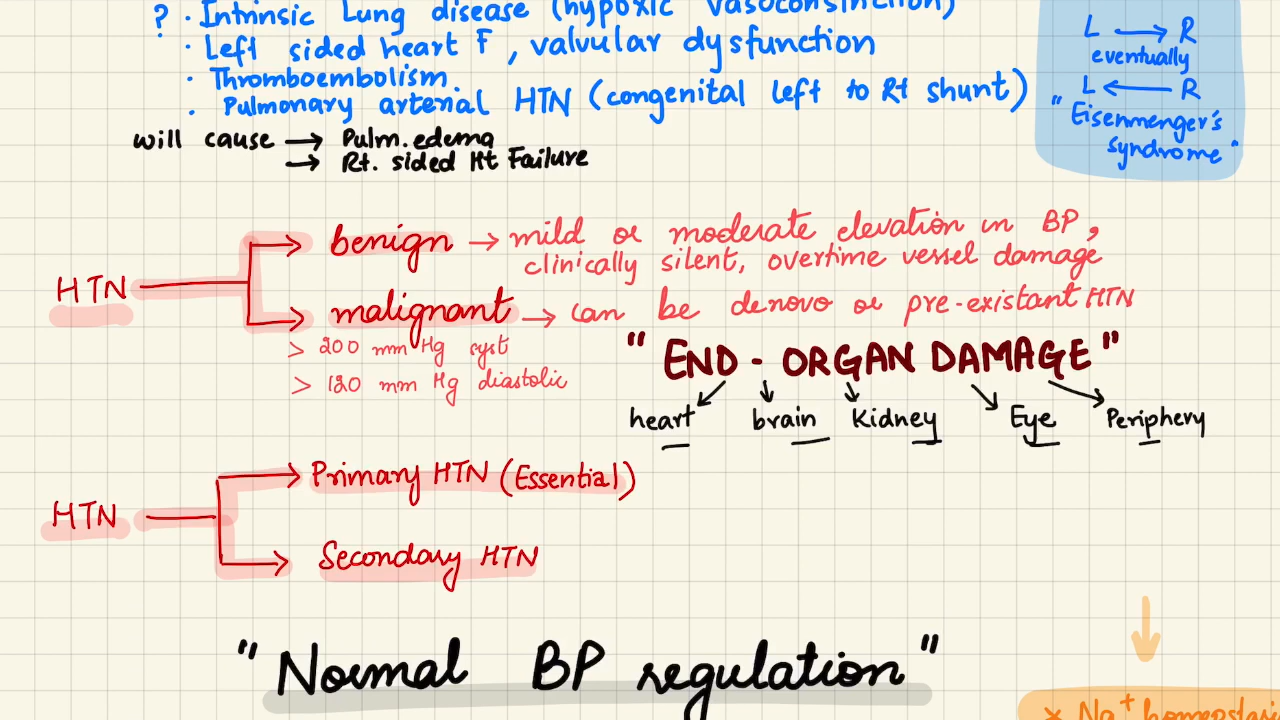 ? · Intrinsic Lung disease (hypoxic vasoconstriction)
· Left sided heart F, valvular dysfunction
· Thromboembolism
· Pulmonary arterial HTN (congenital left to Rt shunt)
L → R
eventually
L ← R
"Eisenmenger's
syndrome"
will cause → Pulm. edema
→ Rt. sided Ht Failure
HTN
benign → mild or moderate elevation in BP,
clinically silent, overtime vessel damage
malignant → can be denovo or pre-existant HTN
> 200 mm Hg syst
> 120 mm Hg diastolic
"END - ORGAN DAMAGE"
heart brain Kidney Eye Periphery
HTN
Primary HTN (Essential)
Secondary HTN
"Normal BP regulation"
* Na+ homeostasi